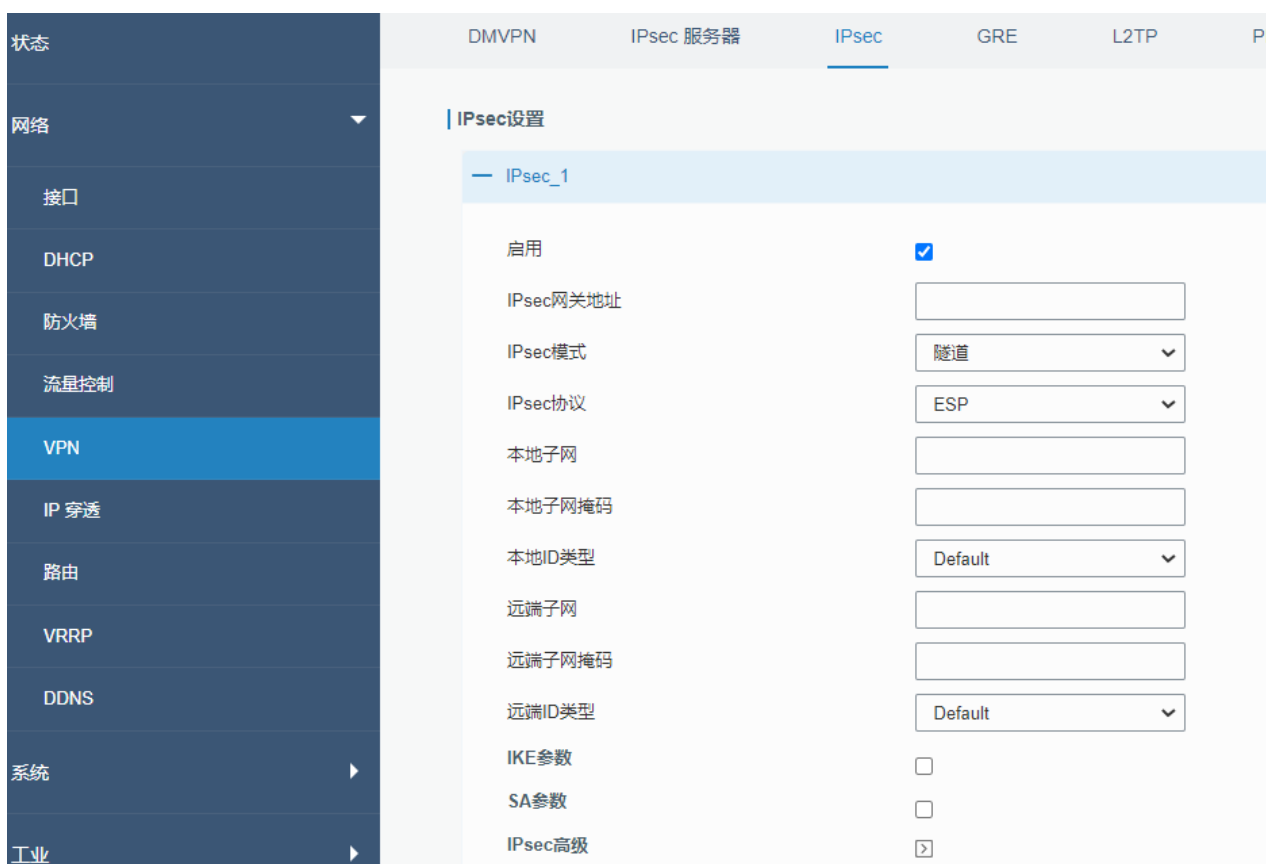 状态
网络
接口
DHCP
防火墙
流量控制
VPN
IP 穿透
路由
VRRP
DDNS
系统
工业
DMVPN IPsec 服务器 IPsec GRE L2TP P
IPsec设置
IPsec_1
启用
IPsec网关地址
IPsec模式 隧道
IPsec协议 ESP
本地子网
本地子网掩码
本地ID类型 Default
远端子网
远端子网掩码
远端ID类型 Default
IKE参数
SA参数
IPsec高级